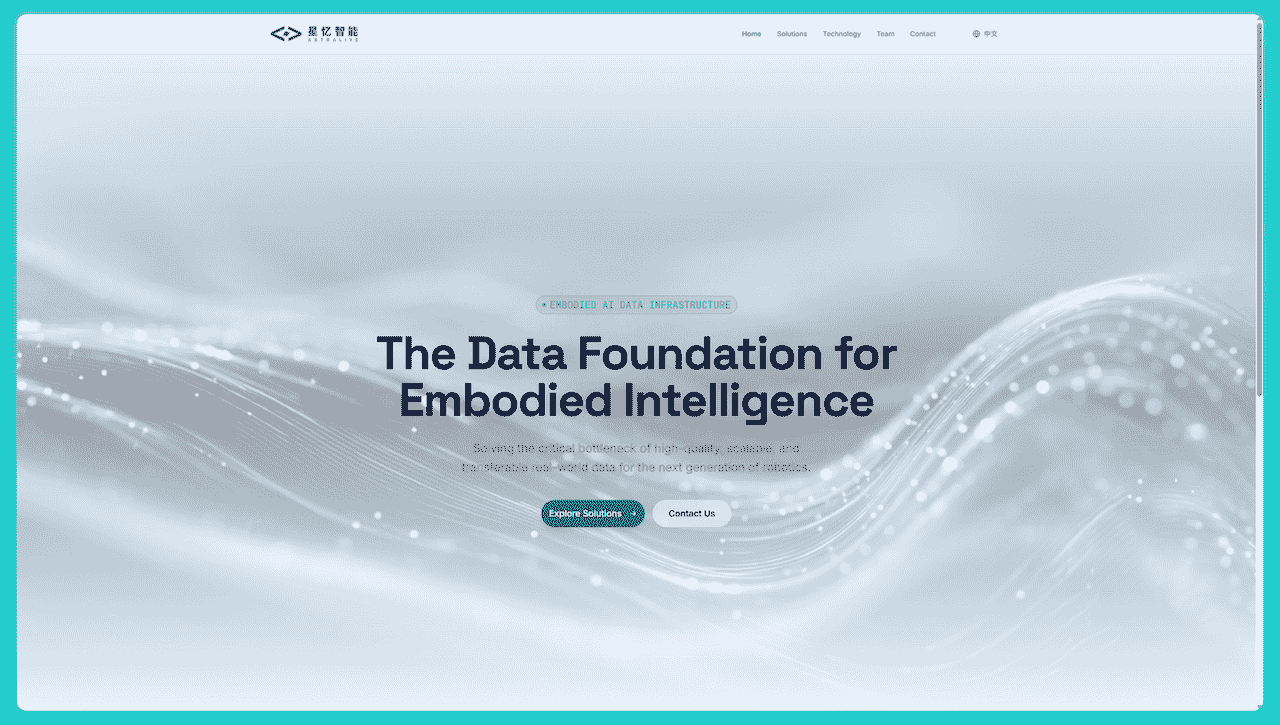 星忆智能
ASTRALIVE
Home
Solutions
Technology
Team
Contact
中文
EMBODIED AI DATA INFRASTRUCTURE
The Data Foundation for
Embodied Intelligence
Solving the critical bottleneck of high-quality, scalable, and
transferable real-world data for the next generation of robotics.
Explore Solutions →
Contact Us